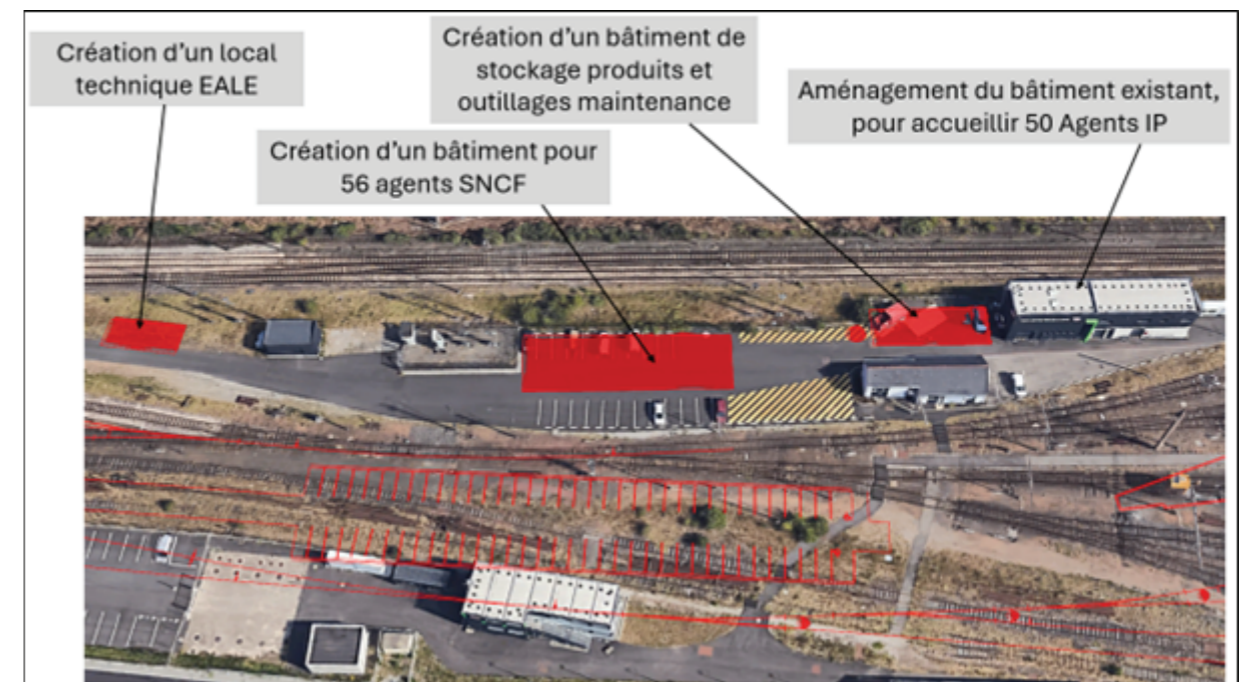 Création d'un local
technique EALE
Création d'un bâtiment de
stockage produits et
outillages maintenance
Aménagement du bâtiment existant,
pour accueillir 50 Agents IP
Création d'un bâtiment pour
56 agents SNCF